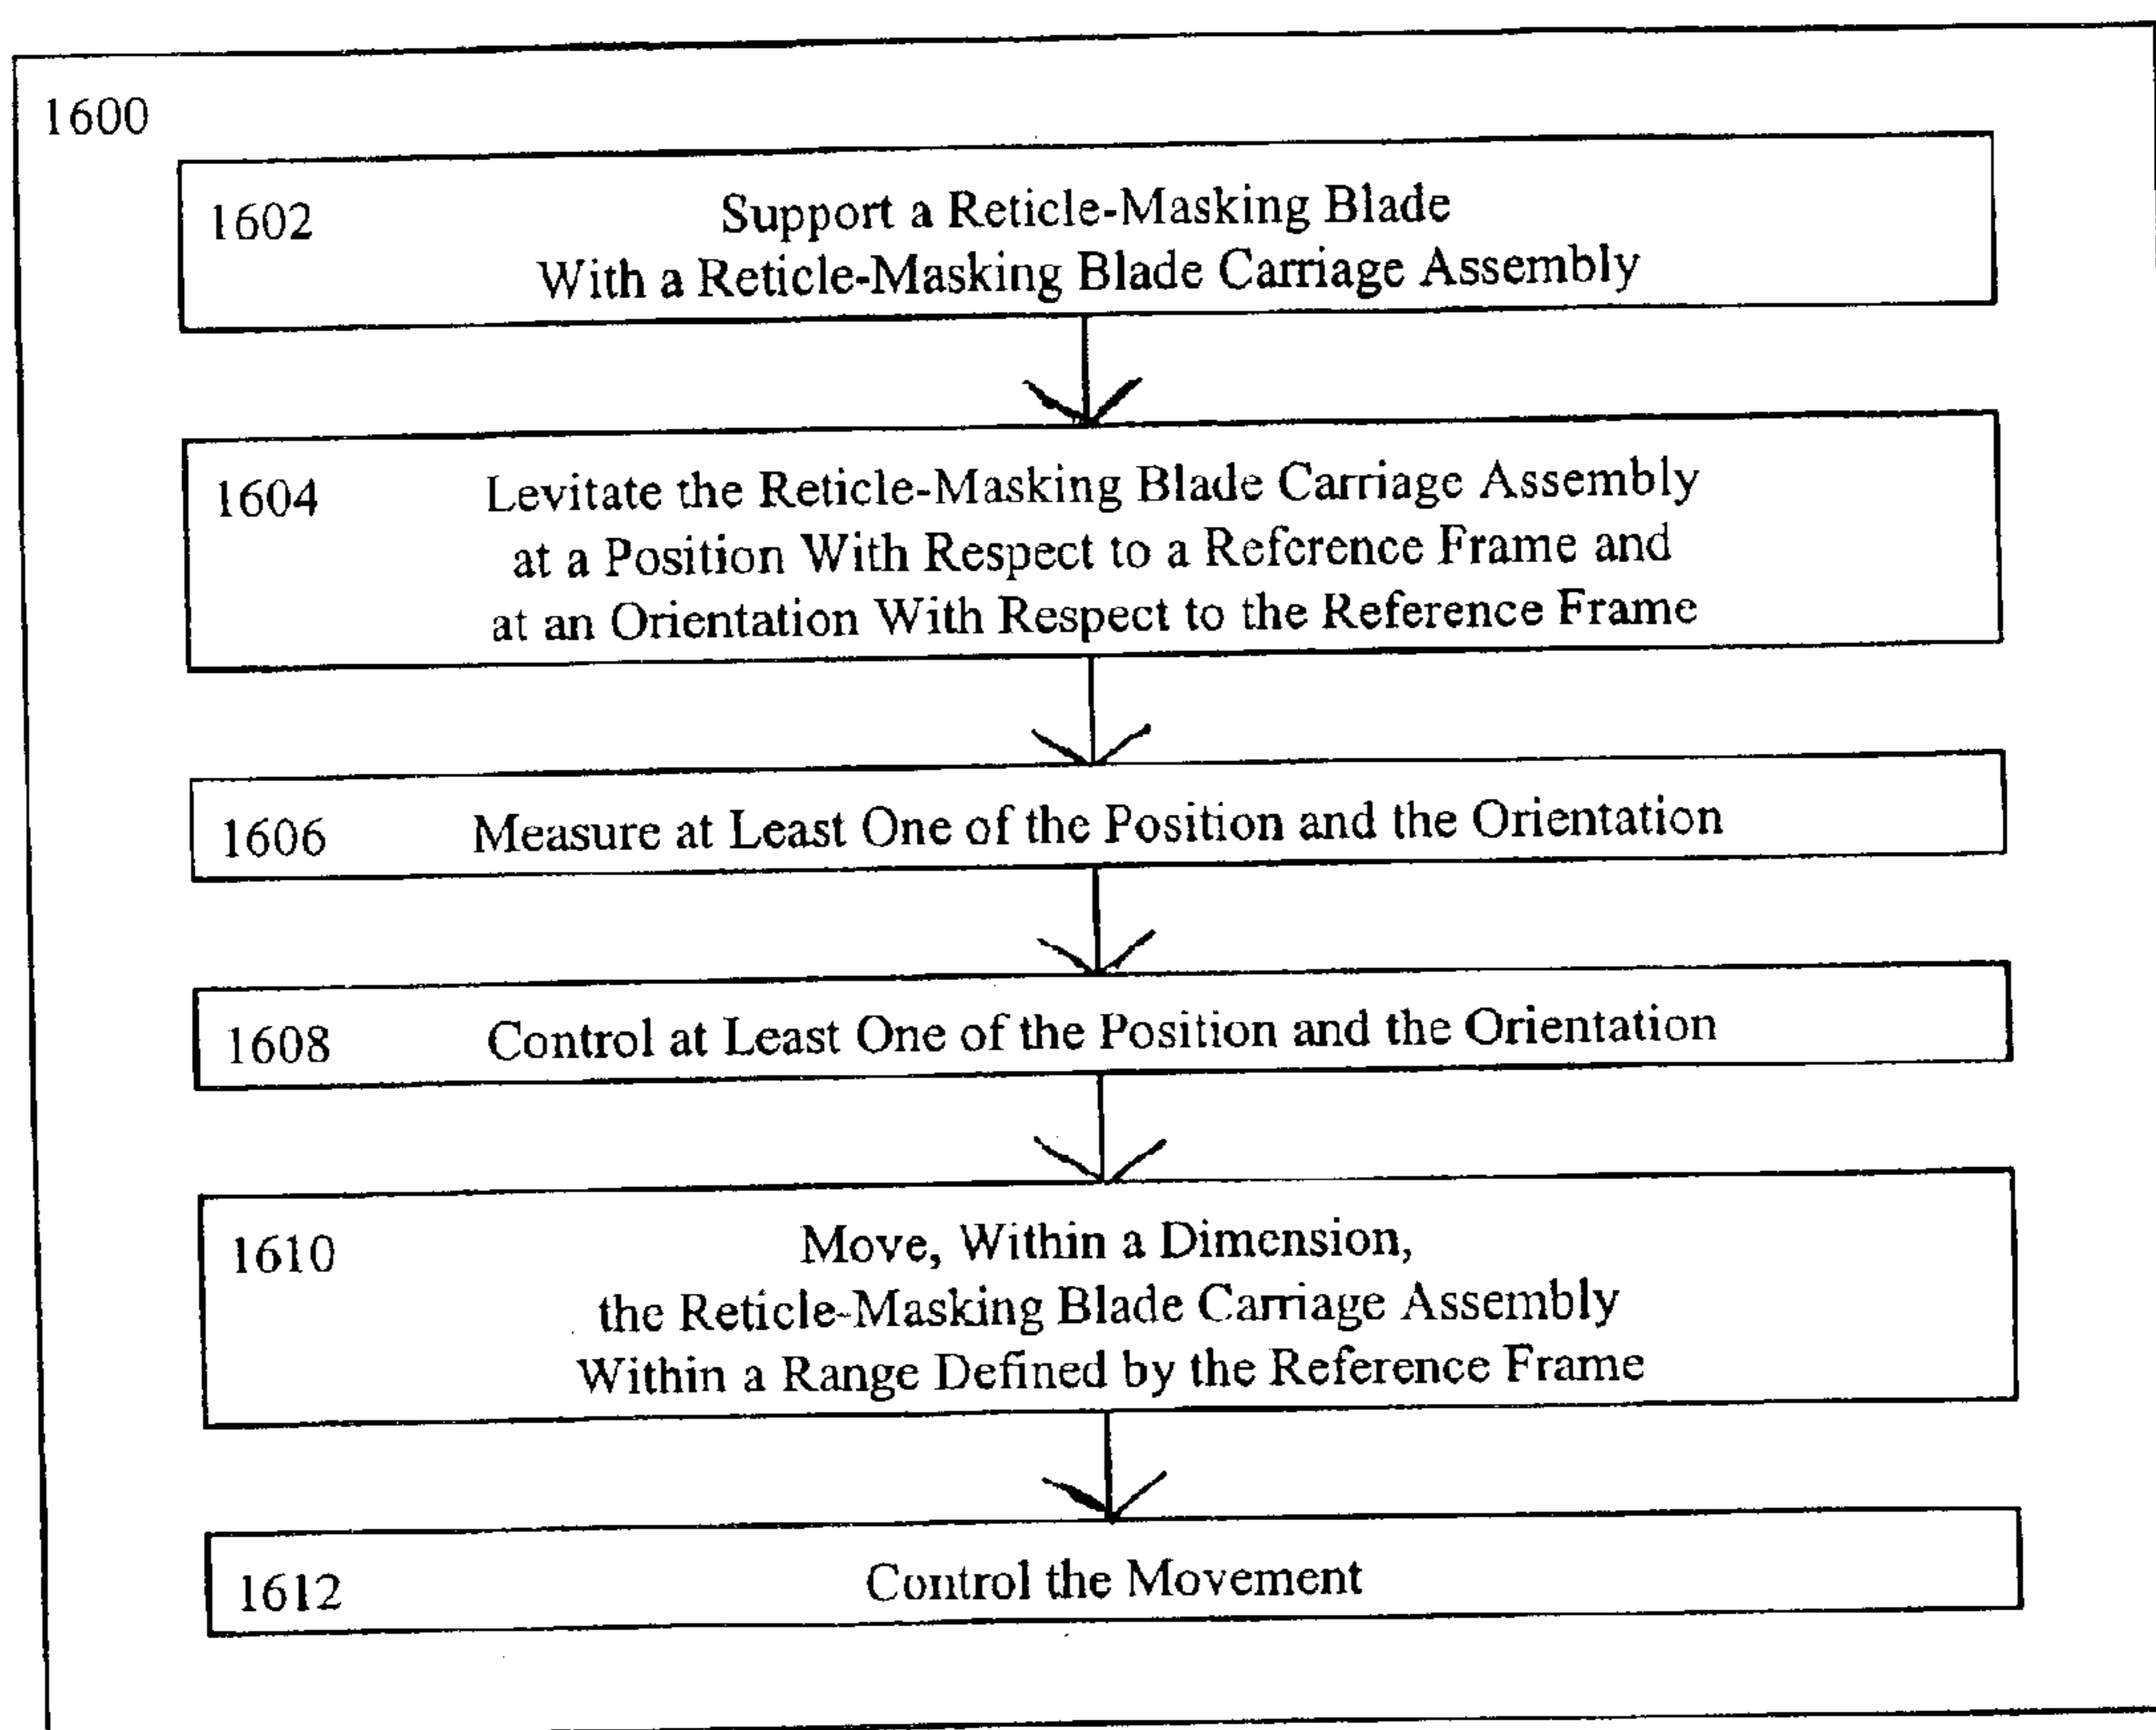 1600
1602 Support a Reticle-Masking Blade
With a Reticle-Masking Blade Carriage Assembly
1604 Levitate the Reticle-Masking Blade Carriage Assembly
at a Position With Respect to a Reference Frame and
at an Orientation With Respect to the Reference Frame
1606 Measure at Least One of the Position and the Orientation
1608 Control at Least One of the Position and the Orientation
1610 Move, Within a Dimension,
the Reticle-Masking Blade Carriage Assembly
Within a Range Defined by the Reference Frame
1612 Control the Movement